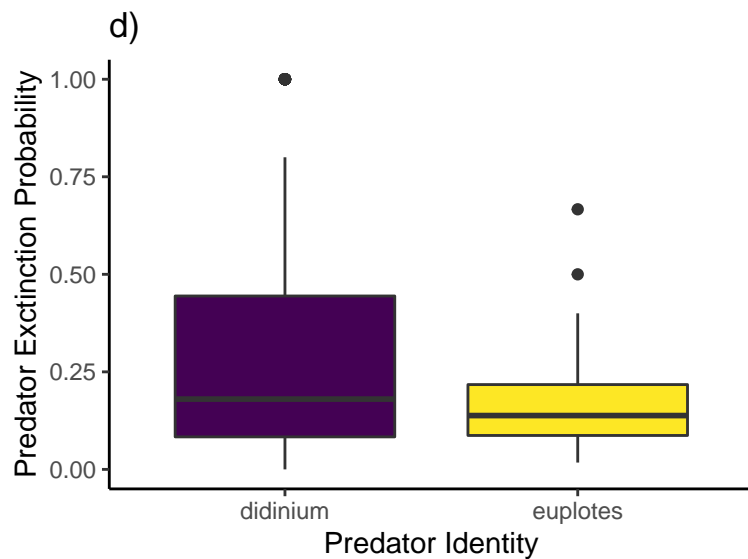 d)
Predator Exctinction Probability
1.00
0.75
0.50
0.25
0.00
didinium euplotes
Predator Identity